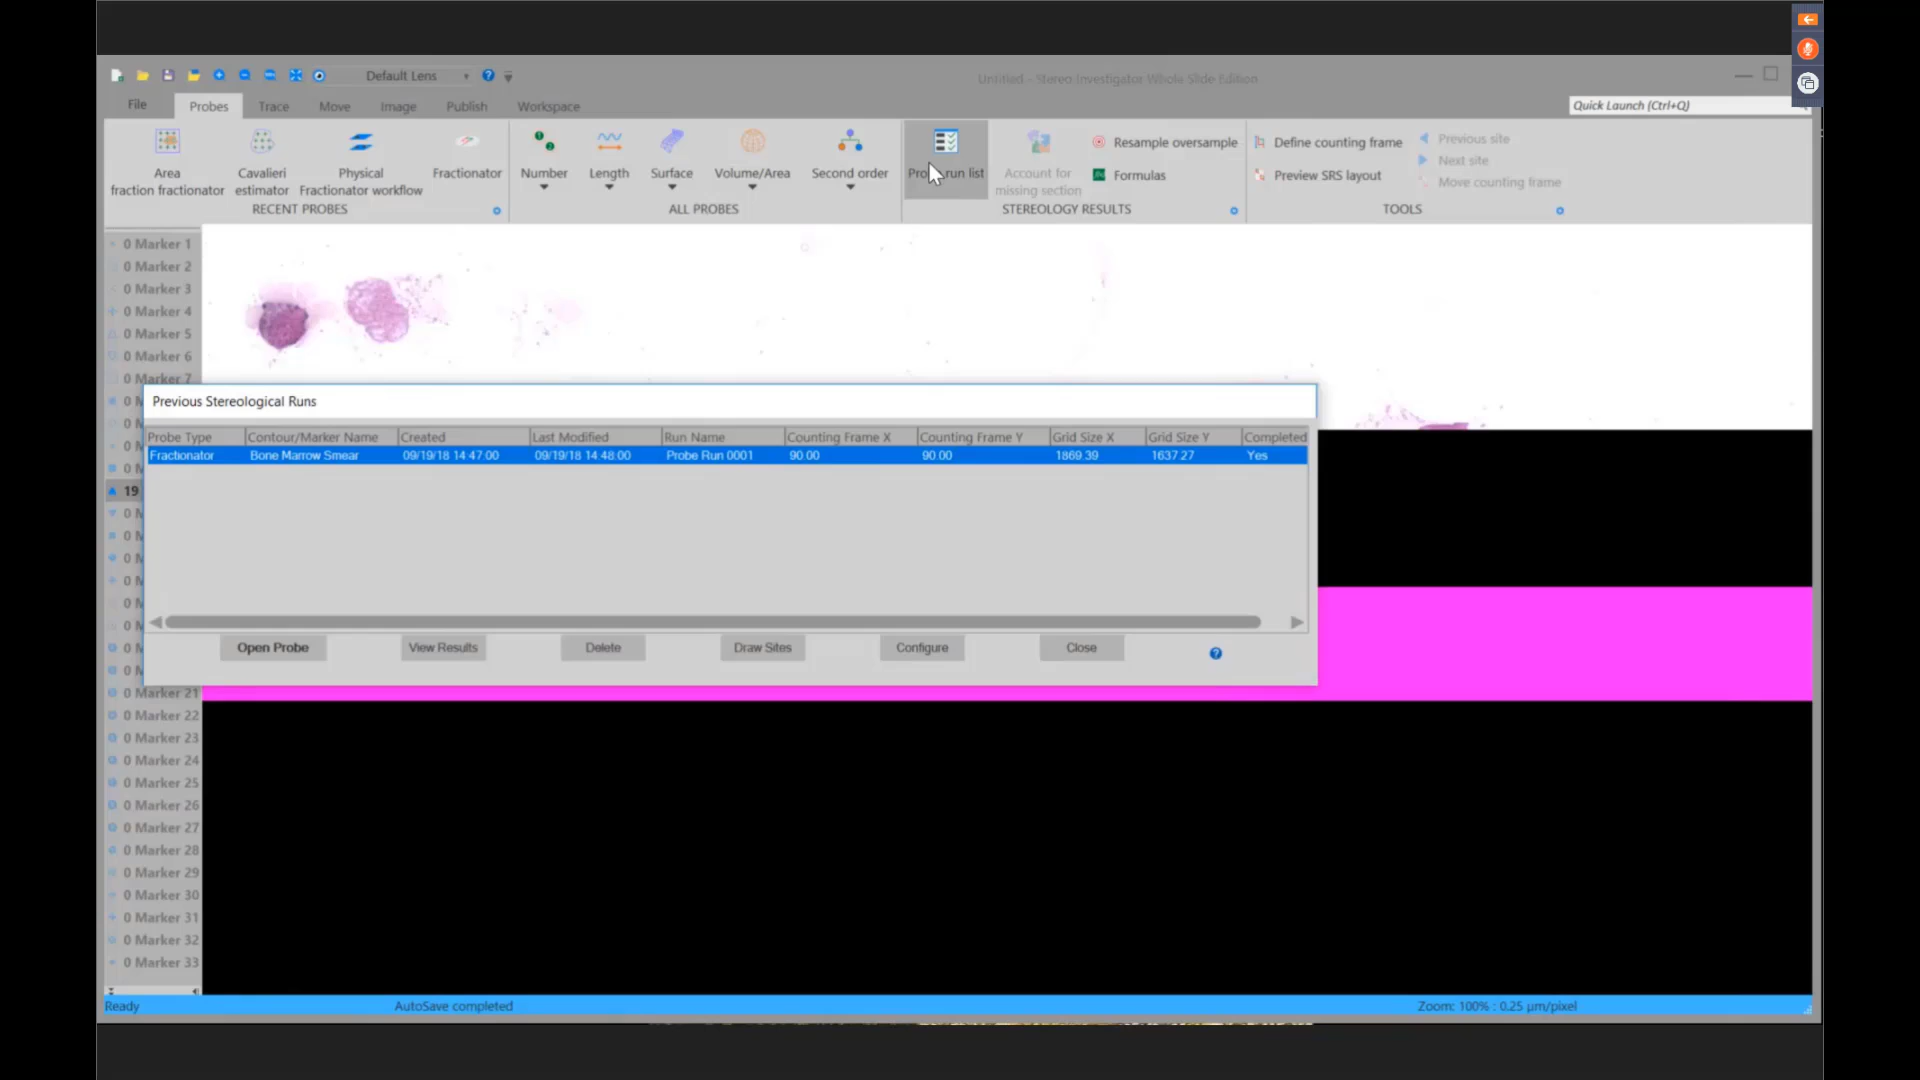 Default Lens
Untitled - Stereo Investigator Whole Slide Edition
File Probes Trace Move Image Publish Workspace
Quick Launch (Ctrl+Q)
Area fraction fractionator
Cavalieri estimator
Physical Fractionator workflow
Fractionator
RECENT PROBES
Number
Length
Surface
Volume/Area
Second order
ALL PROBES
run list
Account for missing section
Resample oversample
Formulas
STEREOLOGY RESULTS
Define counting frame
Preview SRS layout
Previous site
Next site
Move counting frame
TOOLS
0 Marker 1
0 Marker 2
0 Marker 3
0 Marker 4
0 Marker 5
0 Marker 6
0 Marker 7
19
Previous Stereological Runs
Probe Type Contour/Marker Name Created Last Modified Run Name Counting Frame X Counting Frame Y Grid Size X Grid Size Y Completed
Fractionator Bone Marrow Smear 09/19/18 14:47:00 09/19/18 14:48:00 Probe Run 0001 90.00 90.00 1869.39 1637.27 Yes
Open Probe View Results Delete Draw Sites Configure Close
0 Marker 21
0 Marker 22
0 Marker 23
0 Marker 24
0 Marker 25
0 Marker 26
0 Marker 27
0 Marker 28
0 Marker 29
0 Marker 30
0 Marker 31
0 Marker 32
0 Marker 33
Ready AutoSave completed Zoom: 100% : 0.25 µm/pixel